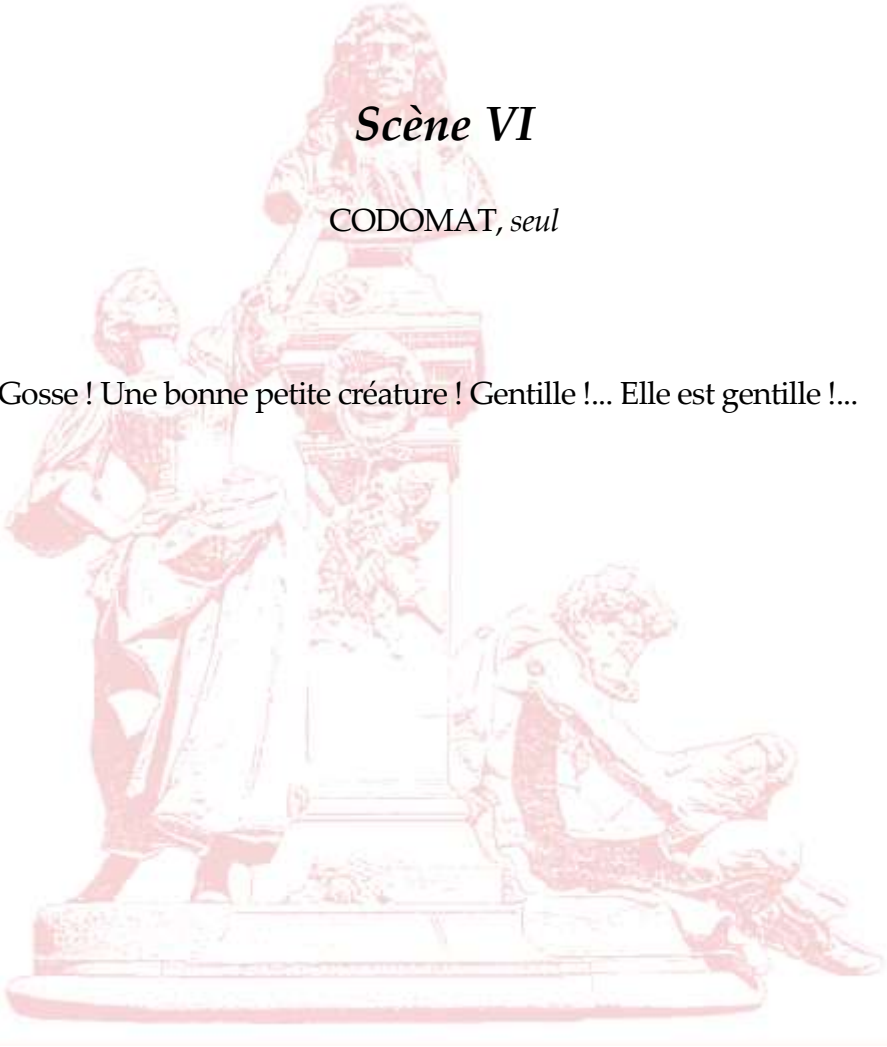 Scène VI
CODOMAT, seul
Gosse ! Une bonne petite créature ! Gentille !... Elle est gentille !...